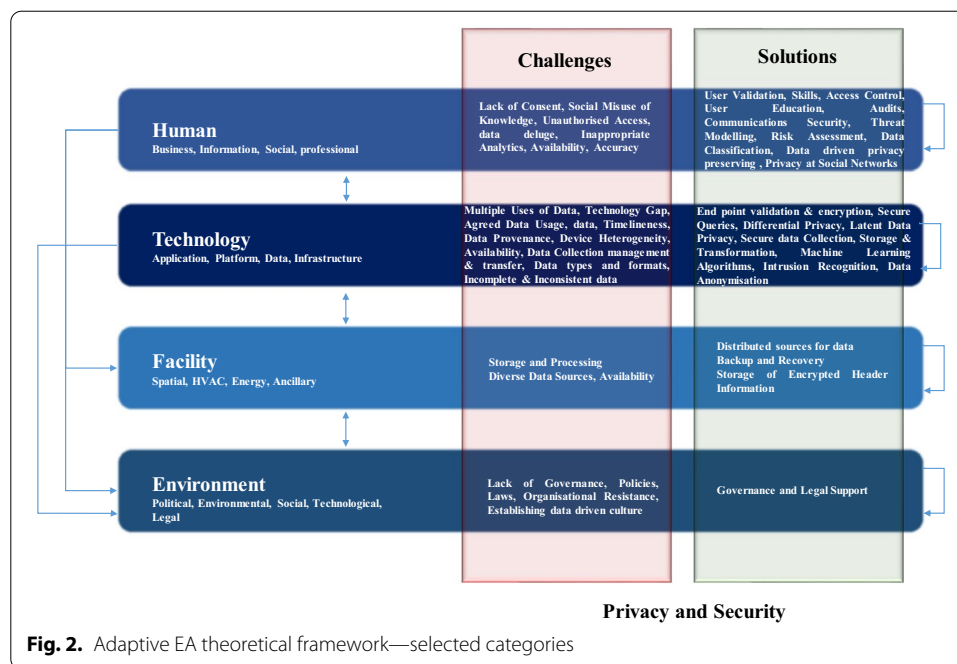 Challenges
Solutions
Human
Business, Information, Social, professional
Lack of Consent, Social Misuse of
Knowledge, Unauthorised Access,
data deluge, Inappropriate
Analytics, Availability, Accuracy
User Validation, Skills, Access Control,
User Education, Audits,
Communications Security, Threat
Modelling, Risk Assessment, Data
Classification, Data driven privacy
preserving , Privacy at Social Networks
Technology
Application, Platform, Data, Infrastructure
Multiple Uses of Data, Technology Gap,
Agreed Data Usage, data, Timelineness,
Data Provenance, Device Heterogeneity,
Availability, Data Collection management
& transfer, Data types and formats,
Incomplete & Inconsistent data
End point validation & encryption, Secure
Queries, Differential Privacy, Latent Data
Privacy, Secure data Collection, Storage &
Transformation, Machine Learning
Algorithms, Intrusion Recognition, Data
Anonymisation
Facility
Spatial, HVAC, Energy, Ancillary
Storage and Processing
Diverse Data Sources, Availability
Distributed sources for data
Backup and Recovery
Storage of Encrypted Header
Information
Environment
Political, Environmental, Social, Technological,
Legal
Lack of Governance, Policies,
Laws, Organisational Resistance,
Establishing data driven culture
Governance and Legal Support
Privacy and Security
Fig. 2. Adaptive EA theoretical framework—selected categories